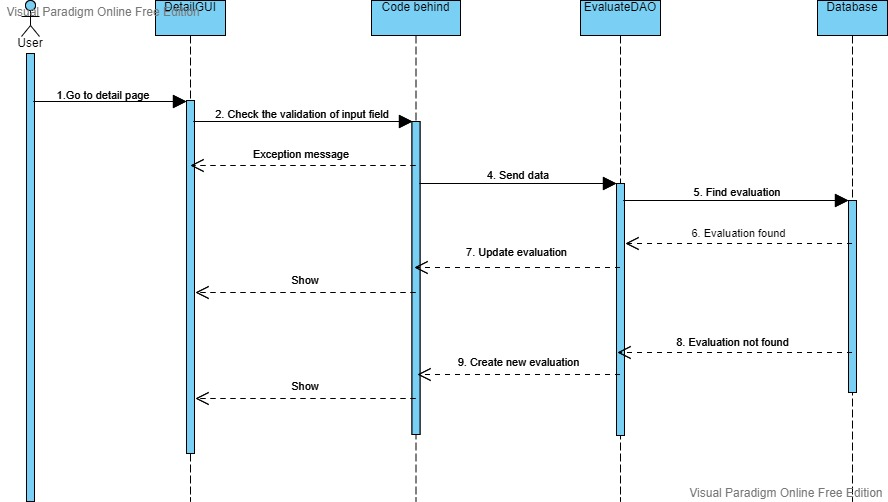 Visual Paradigm Online Free Edition
DetailGUI
Code behind
EvaluateDAO
Database
User
1.Go to detail page
2. Check the validation of input field
Exception message
4. Send data
5. Find evaluation
6. Evaluation found
7. Update evaluation
Show
8. Evaluation not found
9. Create new evaluation
Show
Visual Paradigm Online Free Edition